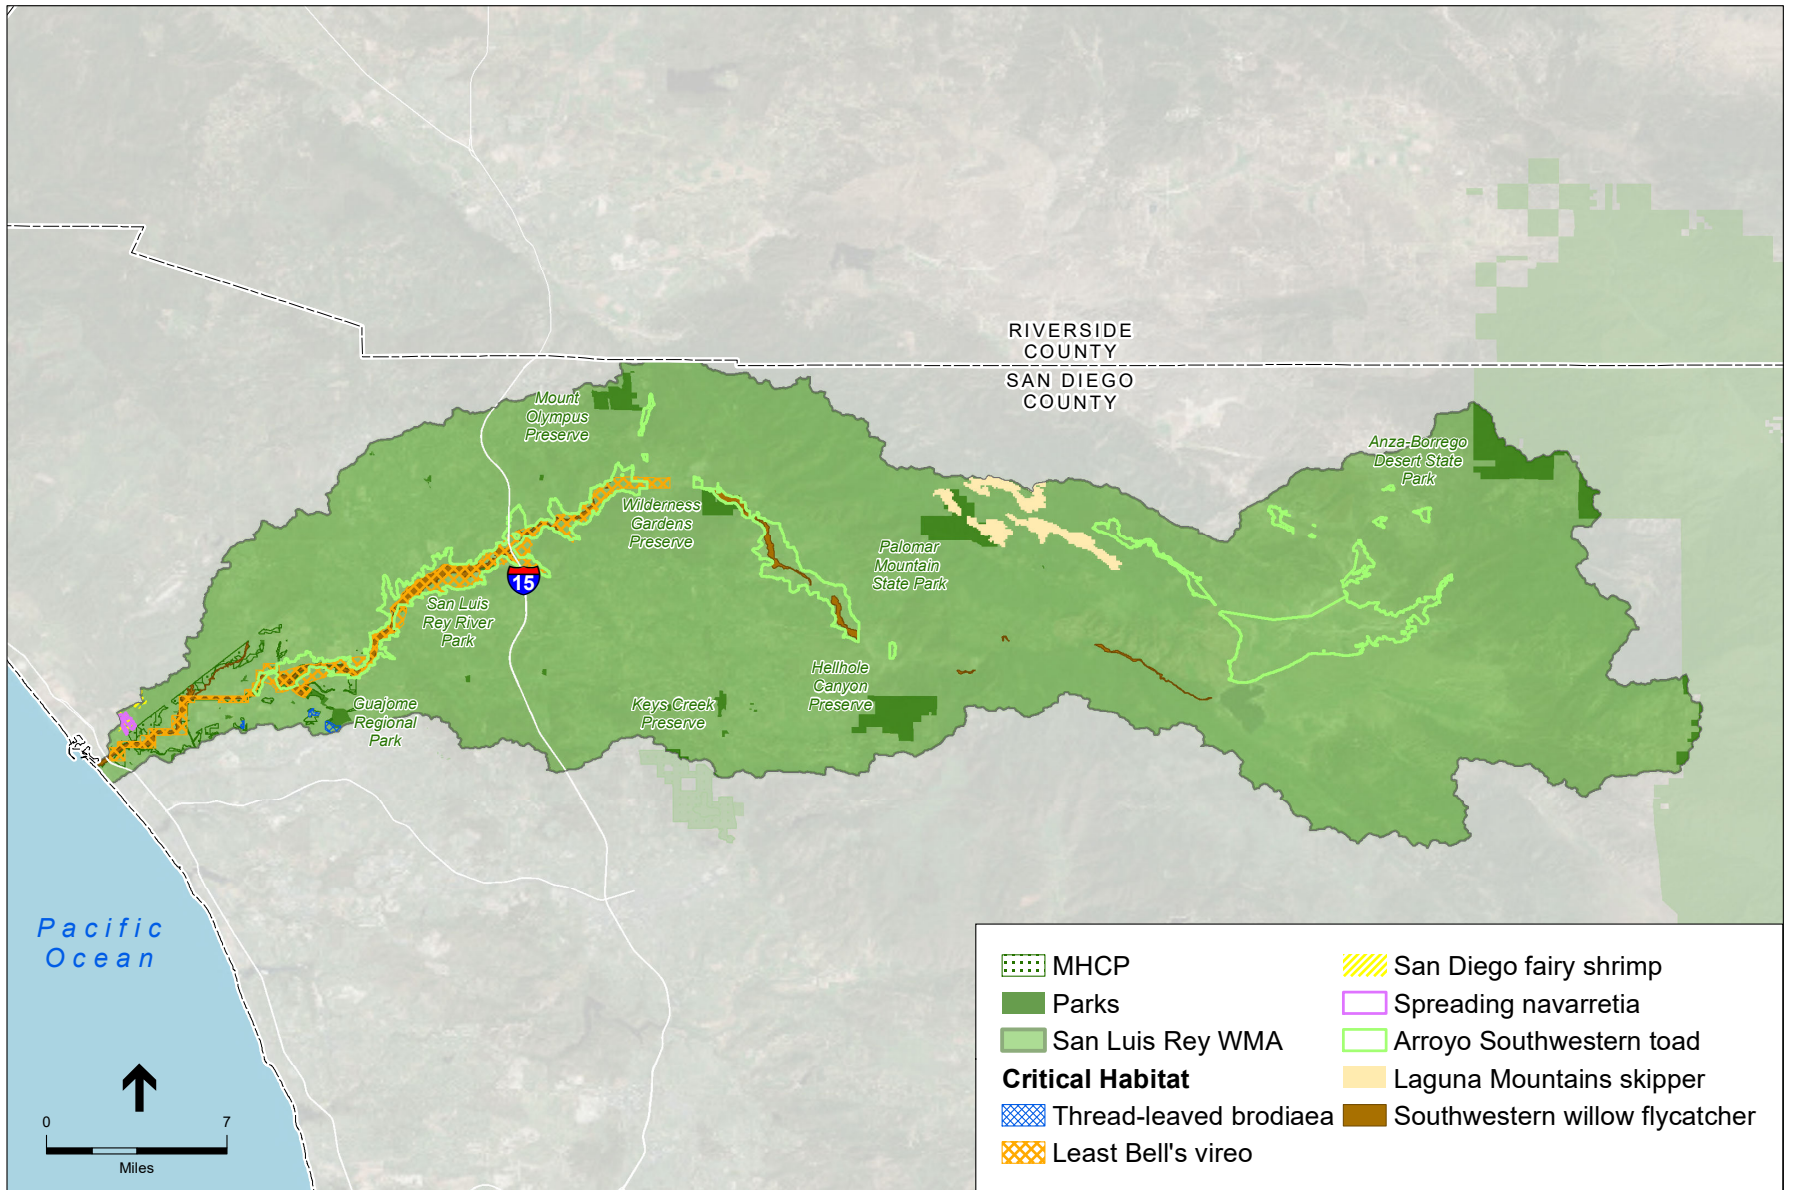 RIVERSIDE
COUNTY
SAN DIEGO
COUNTY
Mount
Olympus
Preserve
Anza-Borrego
Desert State
Park
Wilderness
Gardens
Preserve
Palomar
Mountain
State Park
15
San Luis
Rey River
Park
Hellhole
Canyon
Preserve
Guajome
Regional
Park
Keys Creek
Preserve
Pacific
Ocean
0 7
Miles
MHCP
Parks
San Luis Rey WMA
Critical Habitat
Thread-leaved brodiaea
Least Bell's vireo
San Diego fairy shrimp
Spreading navarretia
Arroyo Southwestern toad
Laguna Mountains skipper
Southwestern willow flycatcher